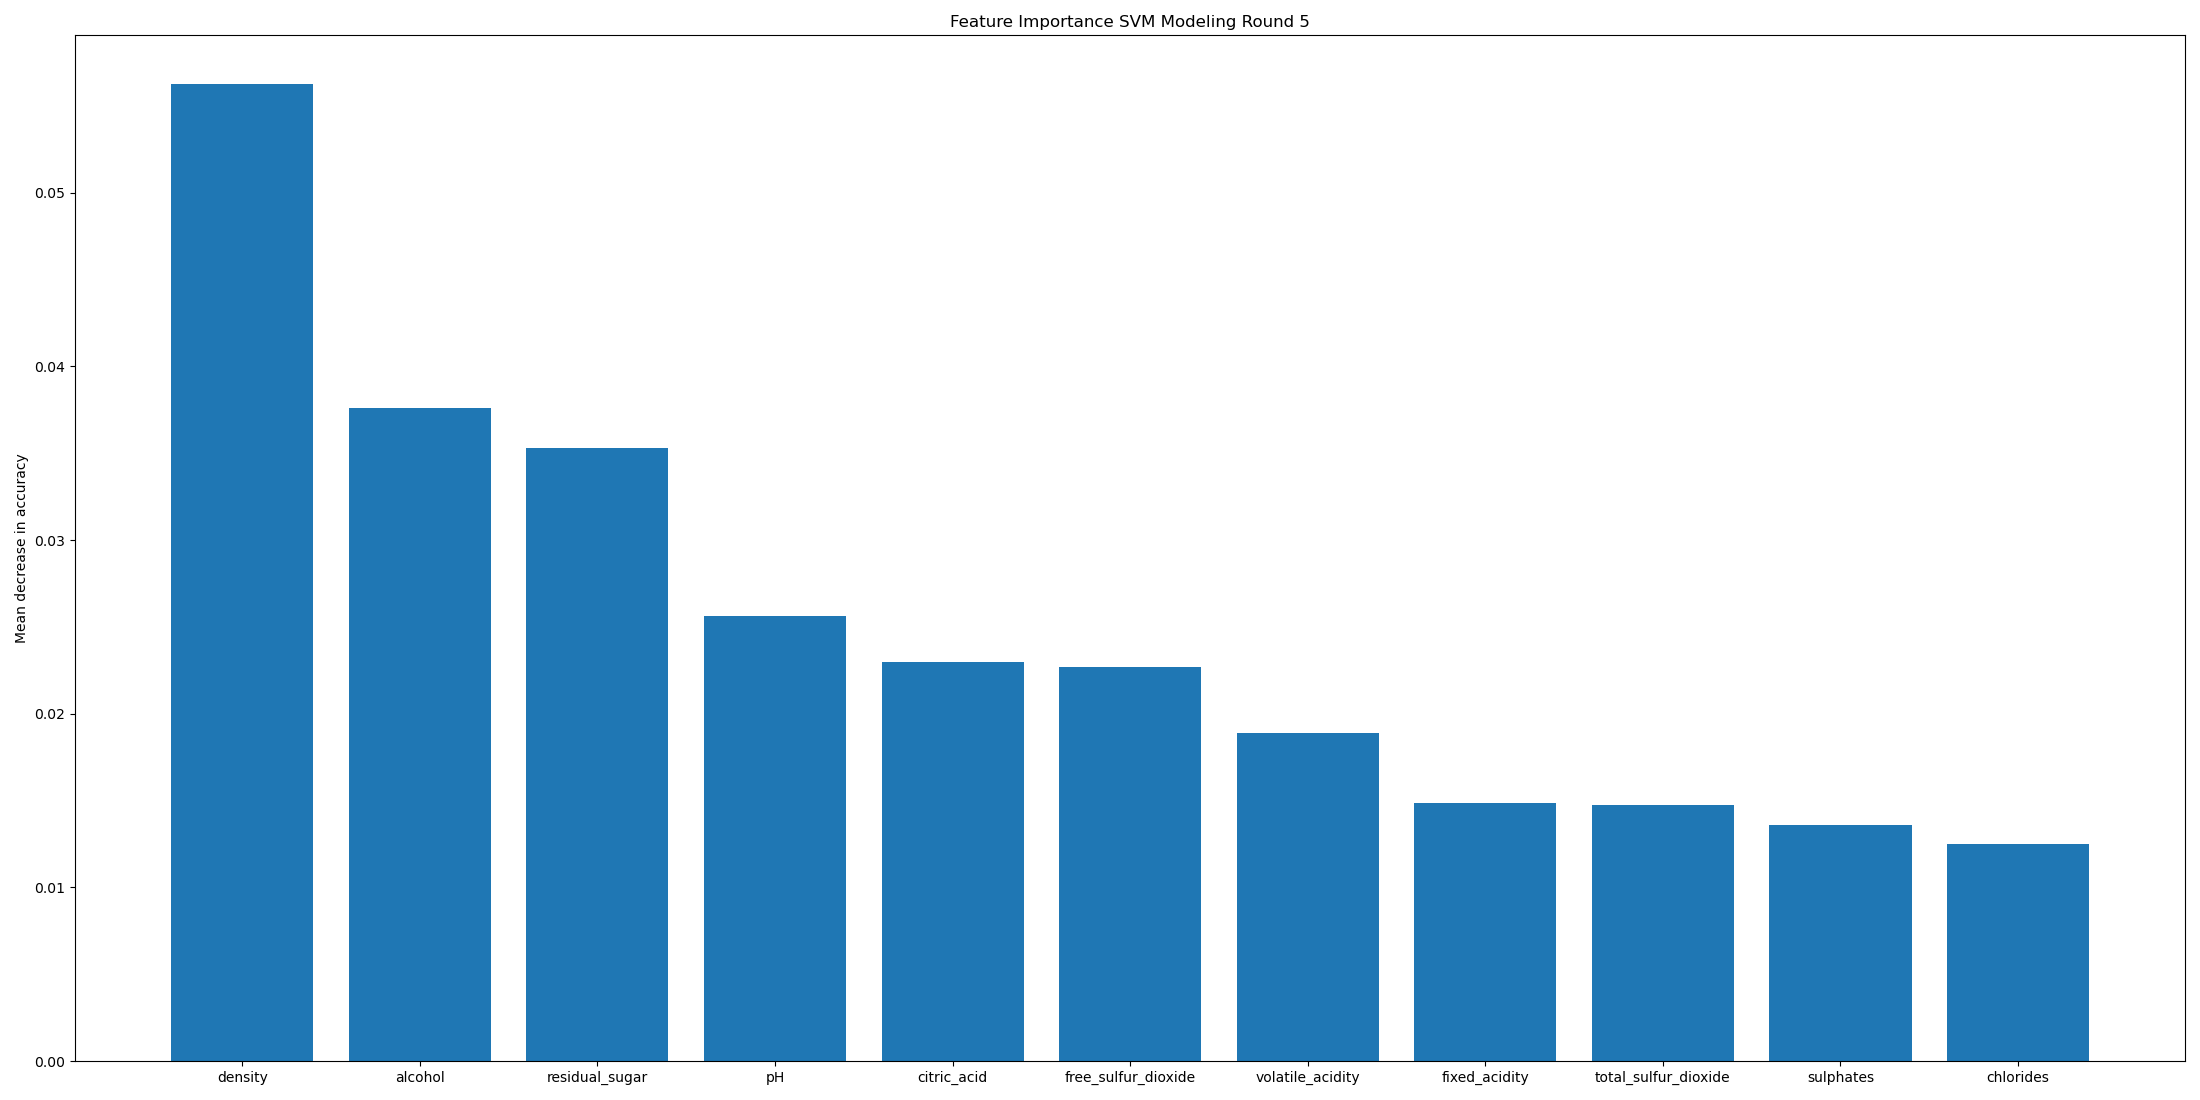 Feature Importance SVM Modeling Round 5
Mean decrease in accuracy
0.05
0.04
0.03
0.02
0.01
0.00
density alcohol residual_sugar pH citric_acid free_sulfur_dioxide volatile_acidity fixed_acidity total_sulfur_dioxide sulphates chlorides